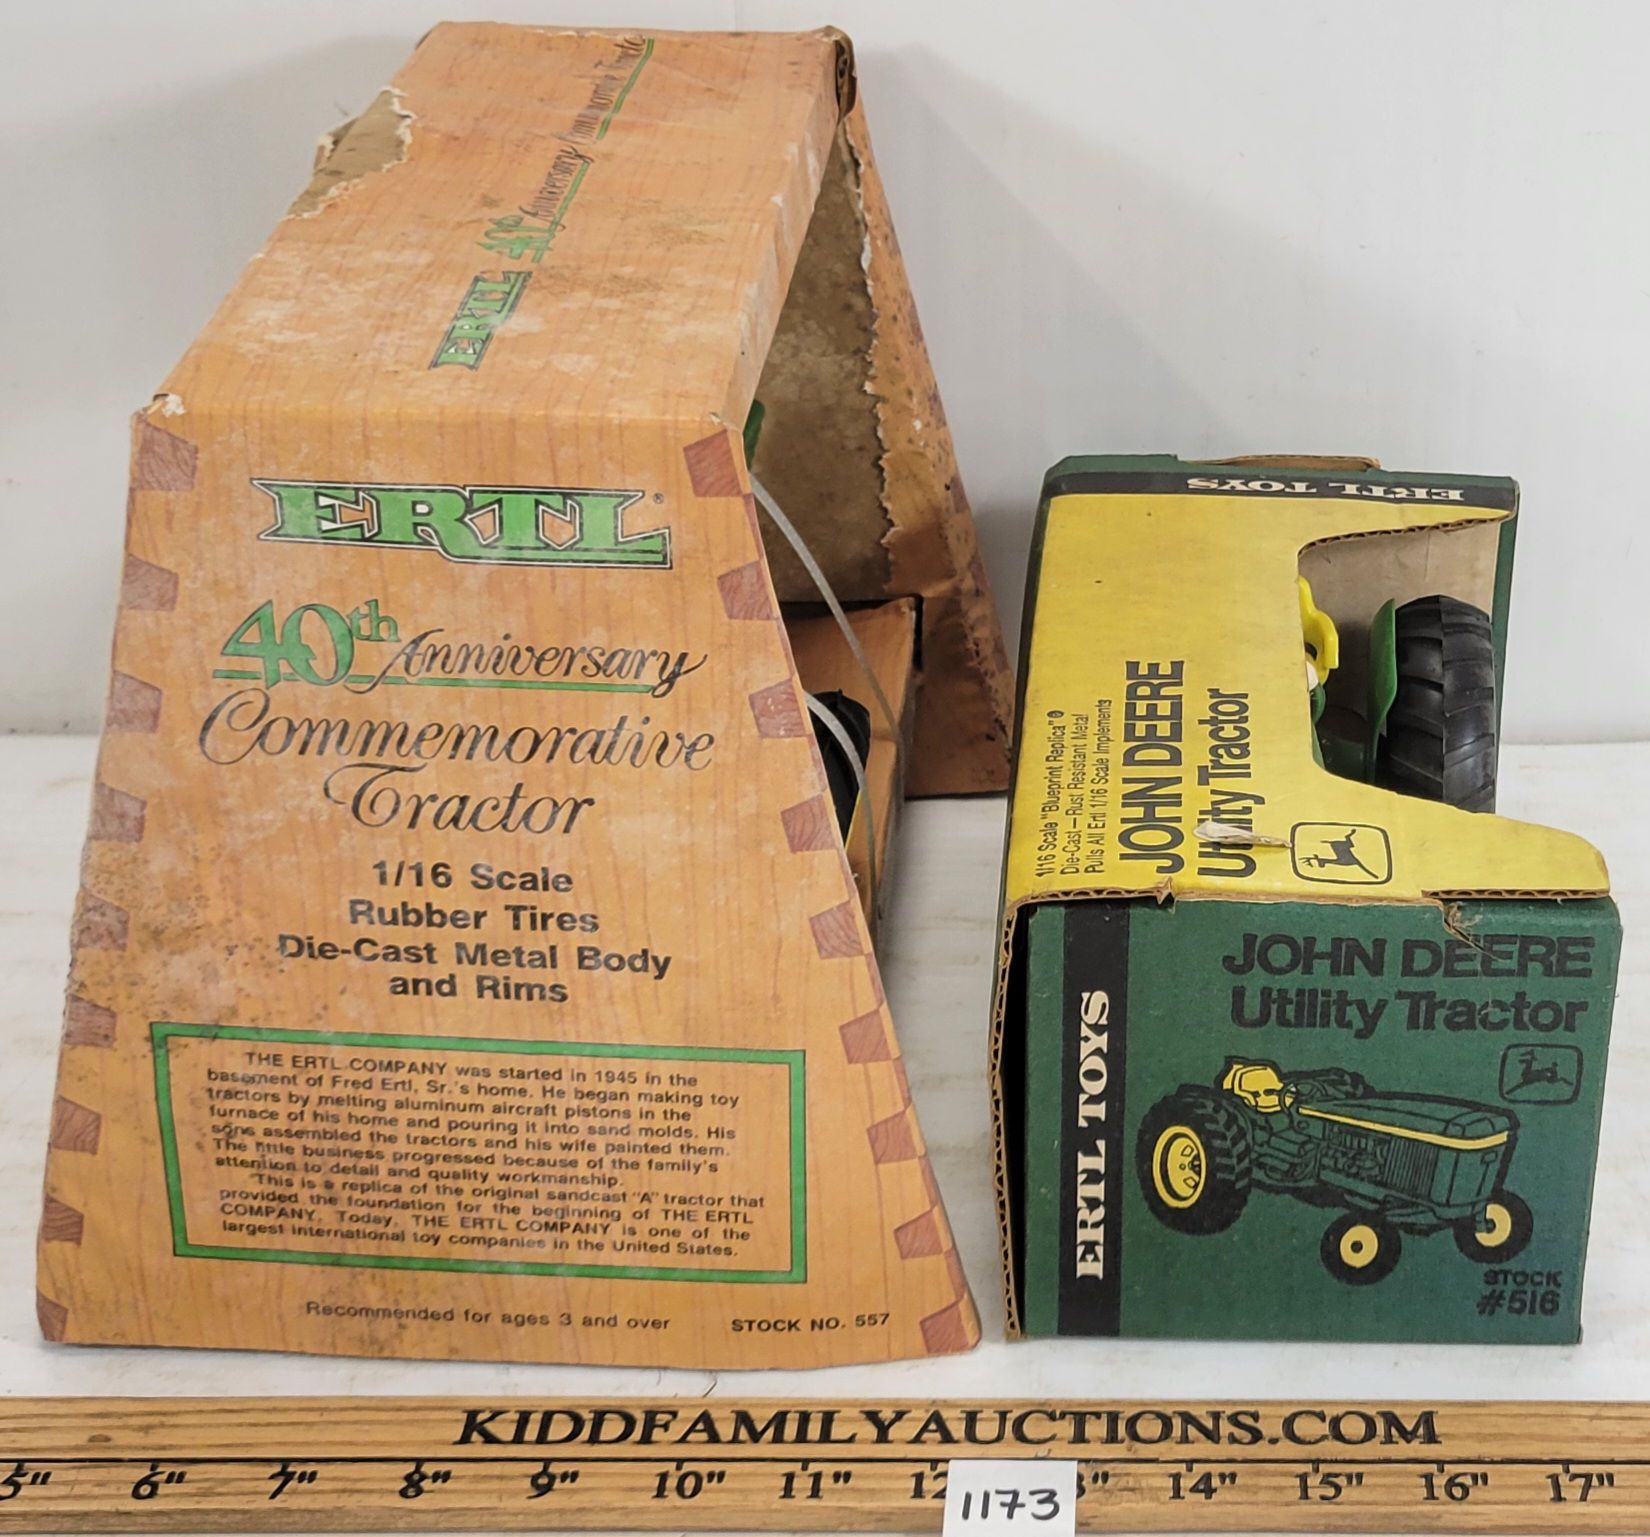 ERTL 40th Anniversary Commemorative Tractor
ERTL®
40th Anniversary
Commemorative
Tractor
1/16 Scale
Rubber Tires
Die-Cast Metal Body
and Rims
THE ERTL COMPANY was started in 1945 in the
basement of Fred Ertl, Sr.'s home. He began making toy
tractors by melting aluminum aircraft pistons in the
furnace of his home and pouring it into sand molds. His
sons assembled the tractors and his wife painted them.
The little business progressed because of the family's
attention to detail and quality workmanship.
"This is a replica of the original sandcast "A" tractor that
provided the foundation for the beginning of THE ERTL
COMPANY. Today, THE ERTL COMPANY is one of the
largest international toy companies in the United States.
Recommended for ages 3 and over
STOCK NO. 557
ERTL TOYS
1/16 Scale "Blueprint Replica"®
Die-Cast—Rust Resistant Metal
Pulls All Ertl 1/16 Scale Implements
JOHN DEERE
Utility Tractor
ERTL TOYS
JOHN DEERE
Utility Tractor
STOCK
#516
KIDDFAMILYAUCTIONS.COM
5" 6" 7" 8" 9" 10" 11" 12 3" 14" 15" 16" 17"
1173